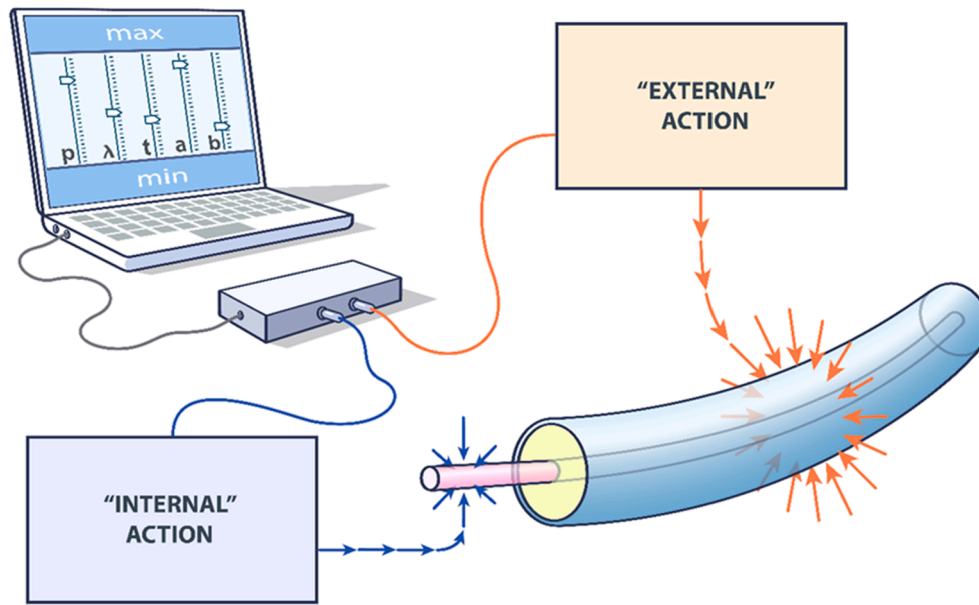 max
p λ t a b
min
“EXTERNAL”
ACTION
“INTERNAL”
ACTION